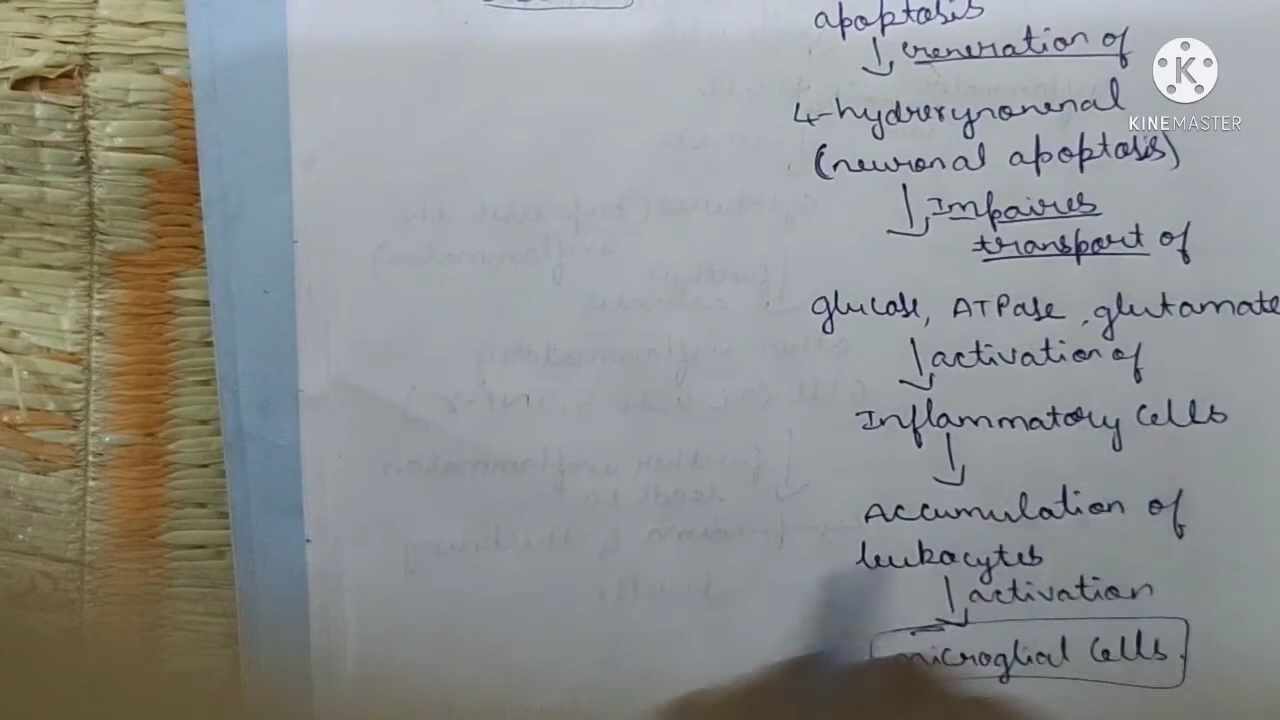 apoptosis
Generation of
4-hydroxynonenal
(neuronal apoptosis)
Impaires
transport of
glucose, ATPase, glutamate
activation of
Inflammatory cells
Accumulation of
leukocytes
activation
microglial cells
KINEMASTER